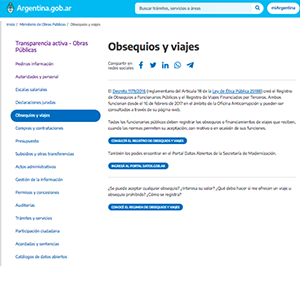 Argentina.gob.ar
Buscar trámites, servicios o áreas
miArgentina
Inicio / Ministerio de Obras Públicas / Obsequios y viajes
Transparencia activa - Obras Públicas
Pedinos información
Autoridades y personal
Escalas salariales
Declaraciones juradas
Obsequios y viajes
Compras y contrataciones
Presupuesto
Subsidios y otras transferencias
Actos administrativos
Gestión de la información
Permisos y concesiones
Auditorías
Trámites y servicios
Participación ciudadana
Acordadas y sentencias
Catálogos de datos abiertos
Obsequios y viajes
Compartir en
redes sociales
El Decreto 1179/2016 (reglamentario del Artículo 18 de la Ley de Ética Pública 25188) creó el Registro
de Obsequios a Funcionarios Públicos y el Registro de Viajes Financiados por Terceros. Ambos
funcionan desde el 16 de febrero de 2017 en el ámbito de la Oficina Anticorrupción y pueden ser
consultados a través de su página web.
Todas los funcionarios públicos deben registrar los obsequios o financiamientos de viajes que reciben,
cuando las normas permiten su aceptación, con motivo o en ocasión de sus funciones.
CONSULTÁ EL REGISTRO DE OBSEQUIOS Y VIAJES
También los podés encontrar en el Portal Datos Abiertos de la Secretaría de Modernización.
INGRESÁ AL PORTAL DATOS.GOB.AR
¿Se puede aceptar cualquier obsequio? ¿Interesa su valor? ¿Qué debo hacer si me ofrecen un viaje u
obsequio prohibido? ¿Cómo se registra?
CONOCÉ EL RÉGIMEN DE OBSEQUIOS Y VIAJES